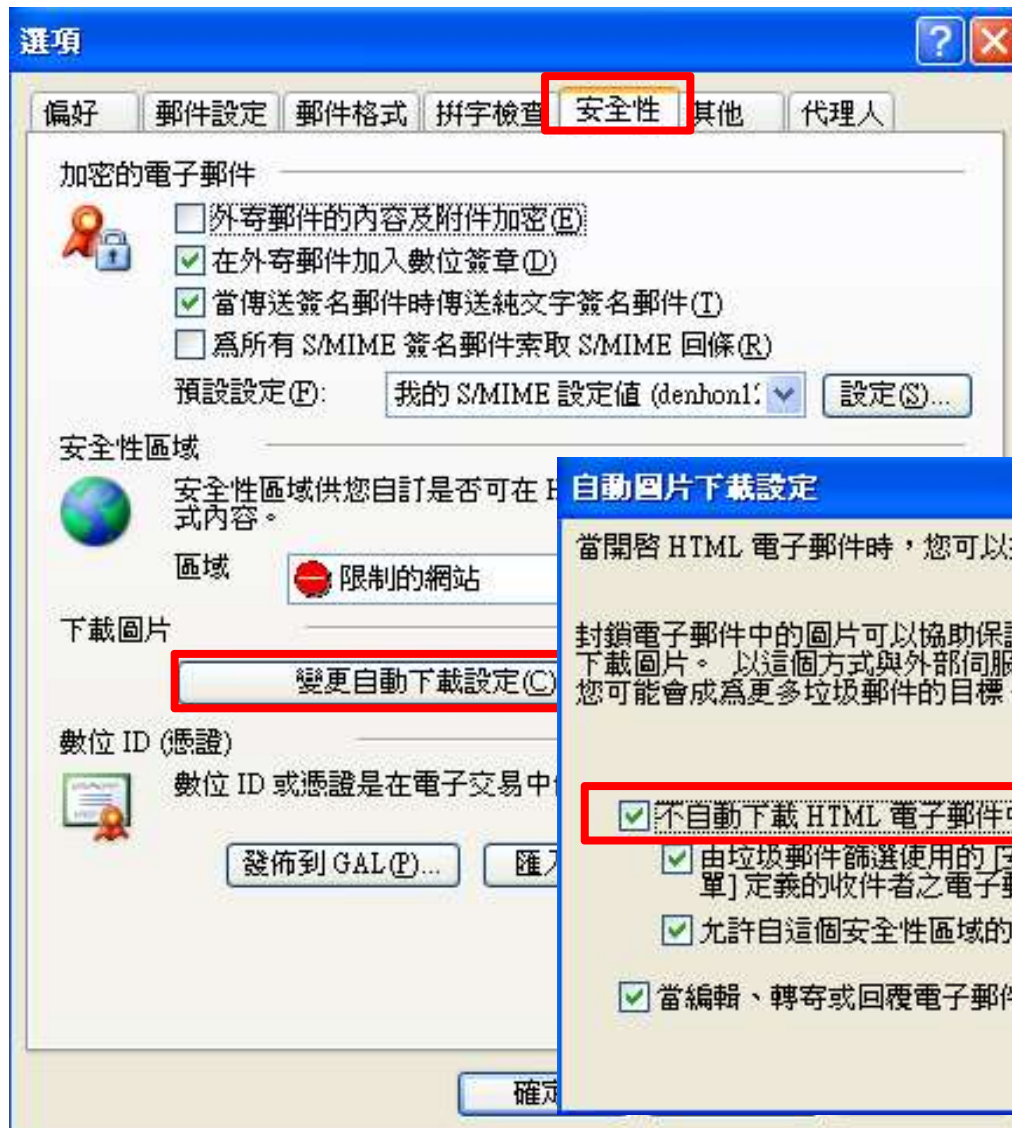 選項
偏好 郵件設定 郵件格式 拼字檢查 安全性 其他 代理人
加密的電子郵件
外寄郵件的內容及附件加密(E)
在外寄郵件加入數位簽章(D)
當傳送簽名郵件時傳送純文字簽名郵件(T)
為所有 S/MIME 簽名郵件索取 S/MIME 回條(R)
預設設定(F): 我的 S/MIME 設定值 (denhon1 設定(S)...
安全性區域
安全性區域供您自訂是否可在
式內容。
區域 限制的網站
下載圖片
變更自動下載設定(C)
數位 ID (憑證)
數位 ID 或憑證是在電子交易中
發佈到 GAL(P)... 匯入
確定
自動圖片下載設定
當開啓 HTML 電子郵件時，您可以
封鎖電子郵件中的圖片可以協助保
下載圖片。 以這個方式與外部伺服
您可能會成為更多垃圾郵件的目標
不自動下載 HTML 電子郵件
由垃圾郵件篩選使用的 [安
單] 定義的收件者之電子
允許自這個安全性區域的
當編輯、轉寄或回覆電子郵件